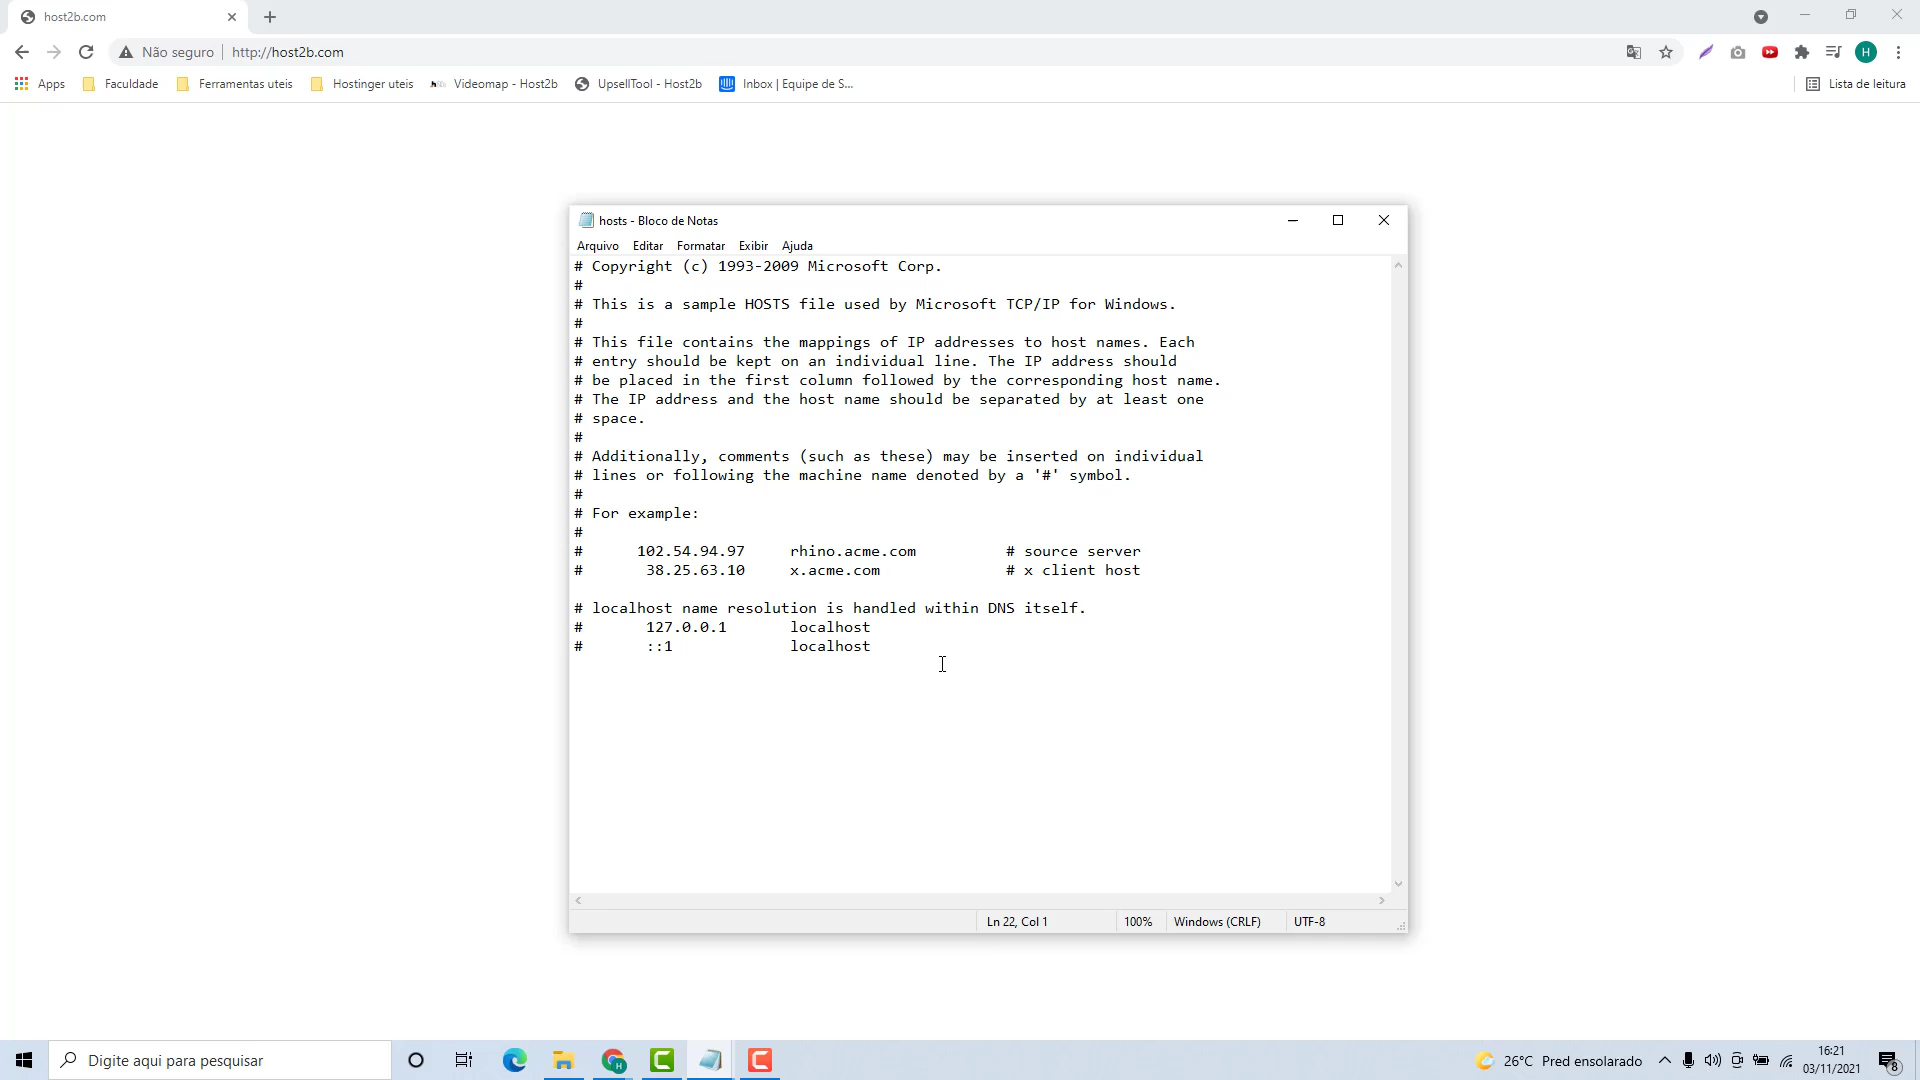 host2b.com
Não seguro | http://host2b.com
H
Apps Faculdade Ferramentas uteis Hostinger uteis Videomap - Host2b UpsellTool - Host2b Inbox | Equipe de S... Lista de leitura
hosts - Bloco de Notas
Arquivo Editar Formatar Exibir Ajuda
# Copyright (c) 1993-2009 Microsoft Corp.
#
# This is a sample HOSTS file used by Microsoft TCP/IP for Windows.
#
# This file contains the mappings of IP addresses to host names. Each
# entry should be kept on an individual line. The IP address should
# be placed in the first column followed by the corresponding host name.
# The IP address and the host name should be separated by at least one
# space.
#
# Additionally, comments (such as these) may be inserted on individual
# lines or following the machine name denoted by a '#' symbol.
#
# For example:
#
#      102.54.94.97     rhino.acme.com          # source server
#       38.25.63.10     x.acme.com              # x client host
# localhost name resolution is handled within DNS itself.
#       127.0.0.1       localhost
#       ::1             localhost
Ln 22, Col 1 100% Windows (CRLF) UTF-8
Digite aqui para pesquisar
26°C Pred ensolarado
16:21
03/11/2021
8